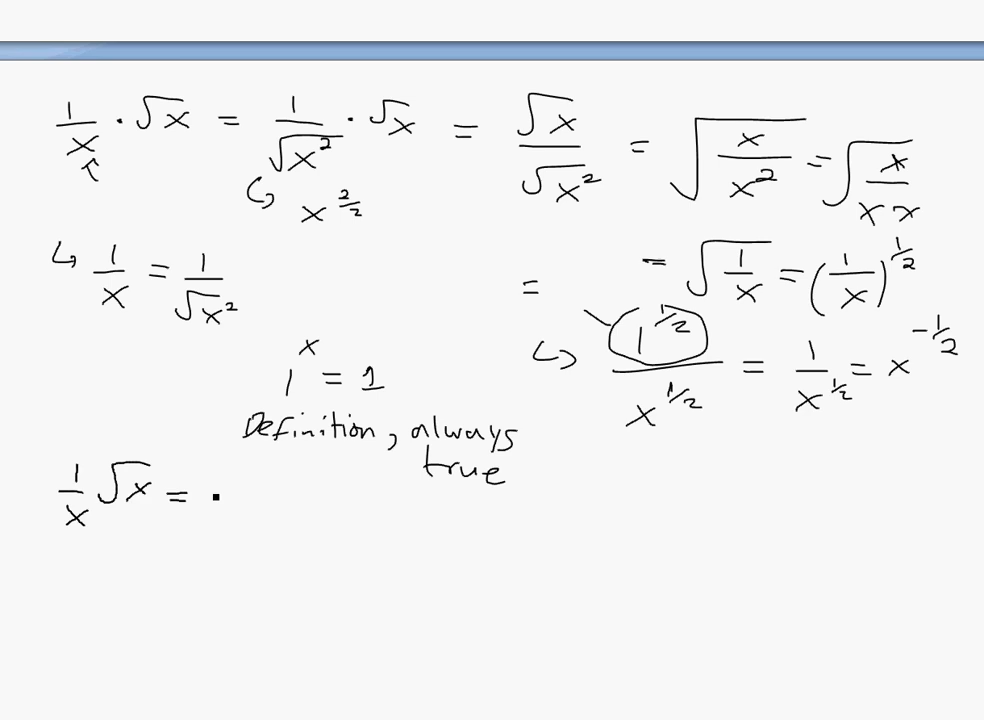 1/x · √x = 1/√x² · √x = √x/√x² = √(x/x²) = √(x/xx)
↑
↳ x^(2/2)
↳ 1/x = 1/√x²
= = √(1/x) = (1/x)^(1/2)
↳ 1^(1/2)/x^(1/2) = 1/x^(1/2) = x^(-1/2)
1^x = 1
Definition, always
true
1/x √x = .